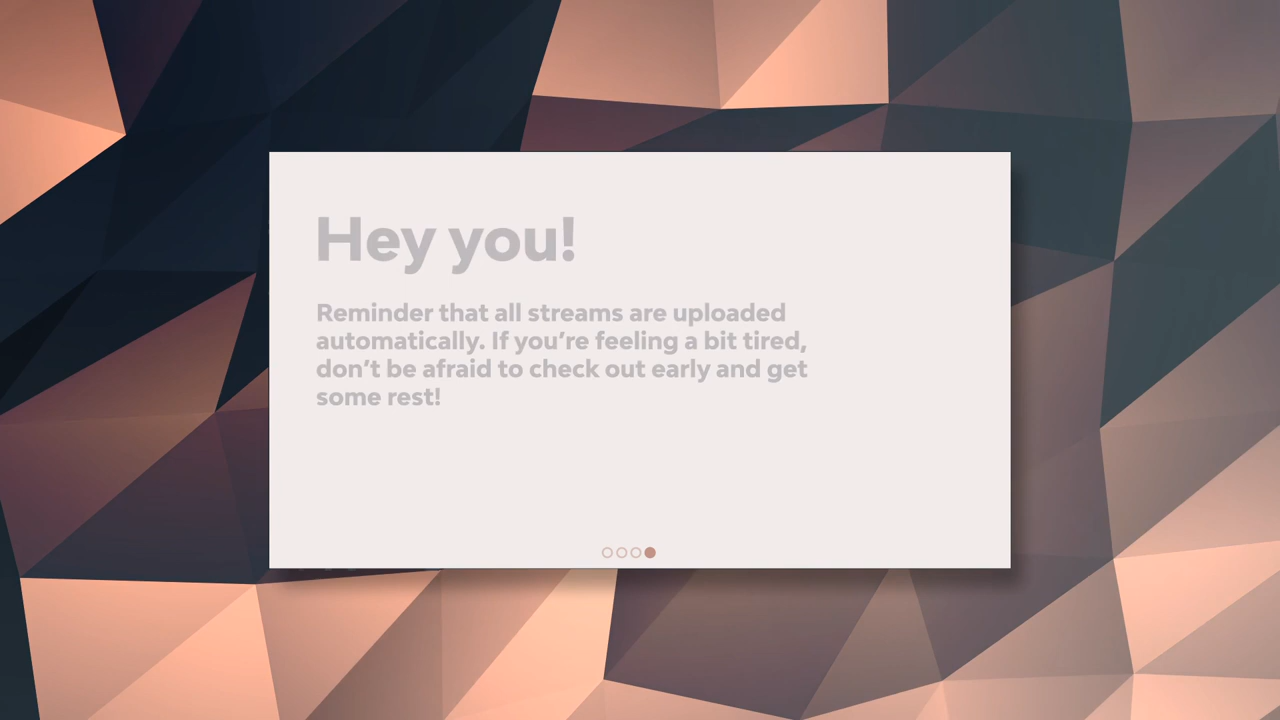 Hey you!
Reminder that all streams are uploaded
automatically. If you’re feeling a bit tired,
don’t be afraid to check out early and get
some rest!